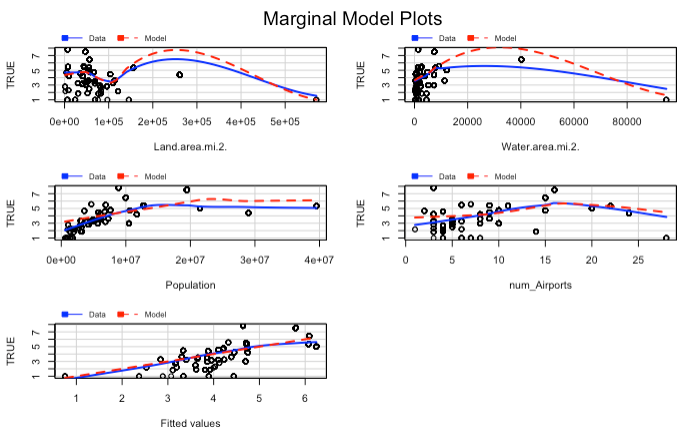 Marginal Model Plots
Data Model
TRUE
1 3 5 7
0e+00 1e+05 2e+05 3e+05 4e+05 5e+05
Land.area.mi.2.
Data Model
TRUE
1 3 5 7
0 20000 40000 60000 80000
Water.area.mi.2.
Data Model
TRUE
1 3 5 7
0e+00 1e+07 2e+07 3e+07 4e+07
Population
Data Model
TRUE
1 3 5 7
0 5 10 15 20 25
num_Airports
Data Model
TRUE
1 3 5 7
1 2 3 4 5 6
Fitted values